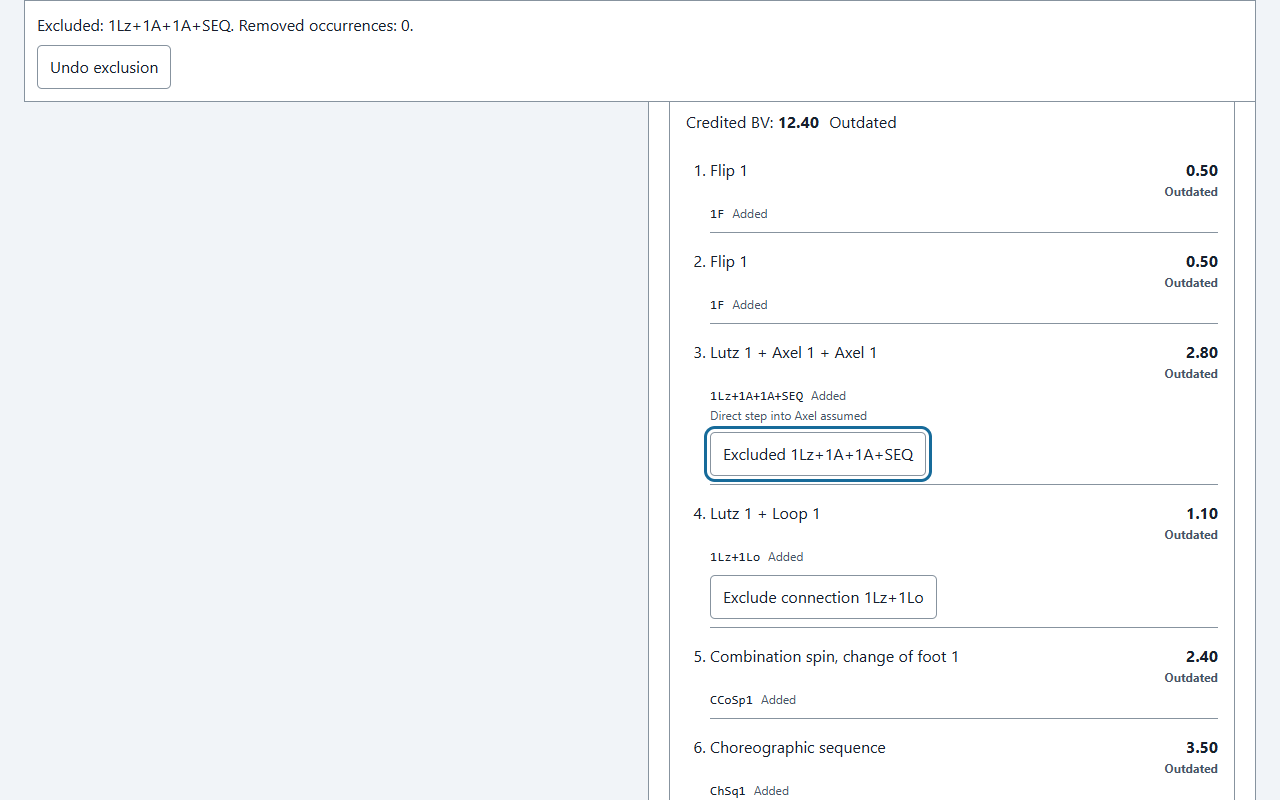 Excluded: 1Lz+1A+1A+SEQ. Removed occurrences: 0.
Undo exclusion
Credited BV: 12.40 Outdated
1. Flip 1 0.50
Outdated
1F Added
2. Flip 1 0.50
Outdated
1F Added
3. Lutz 1 + Axel 1 + Axel 1 2.80
Outdated
1Lz+1A+1A+SEQ Added
Direct step into Axel assumed
Excluded 1Lz+1A+1A+SEQ
4. Lutz 1 + Loop 1 1.10
Outdated
1Lz+1Lo Added
Exclude connection 1Lz+1Lo
5. Combination spin, change of foot 1 2.40
Outdated
CCoSp1 Added
6. Choreographic sequence 3.50
Outdated
ChSq1 Added